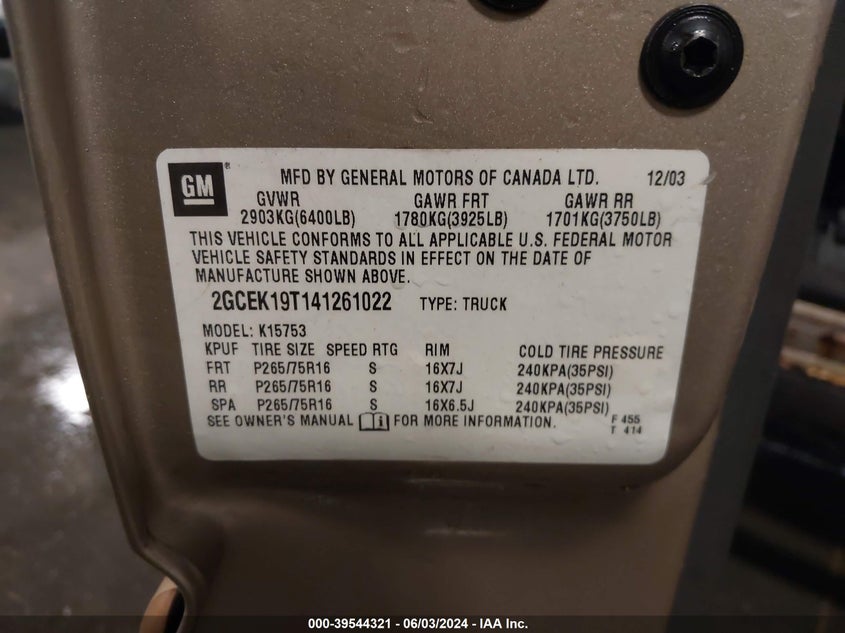 GM ® MFD BY GENERAL MOTORS OF CANADA LTD. 12/03
GVWR GAWR FRT GAWR RR
2903KG(6400LB) 1780KG(3925LB) 1701KG(3750LB)
THIS VEHICLE CONFORMS TO ALL APPLICABLE U.S. FEDERAL MOTOR
VEHICLE SAFETY STANDARDS IN EFFECT ON THE DATE OF
MANUFACTURE SHOWN ABOVE.
2GCEK19T141261022 TYPE: TRUCK
MODEL: K15753
KPUF TIRE SIZE SPEED RTG RIM COLD TIRE PRESSURE
FRT P265/75R16 S 16X7J 240KPA(35PSI)
RR P265/75R16 S 16X7J 240KPA(35PSI)
SPA P265/75R16 S 16X6.5J 240KPA(35PSI)
SEE OWNER'S MANUAL i FOR MORE INFORMATION. F 455
T 414
000-39544321 - 06/03/2024 - IAA Inc.